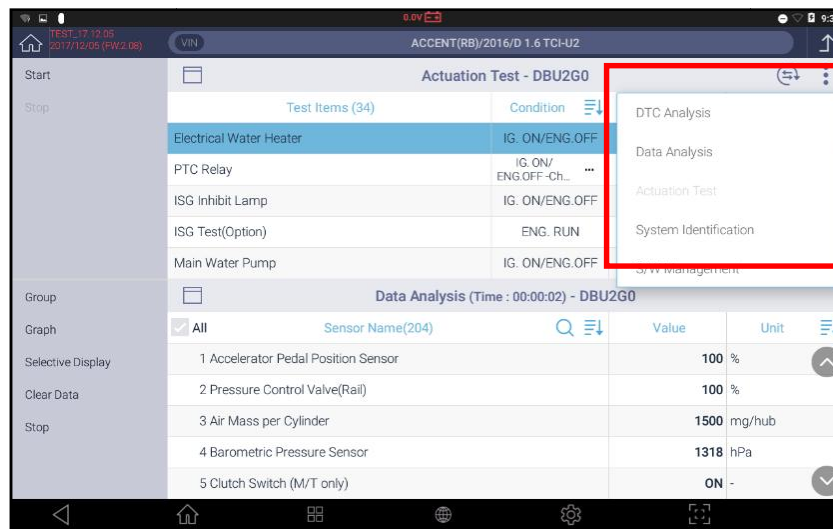 0.0V
9:3
TEST_17.12.05
2017/12/05 (FW.2.08)
VIN
ACCENT(RB)/2016/D 1.6 TCI-U2
Start
Stop
Actuation Test - DBU2G0
Test Items (34)
Condition
Electrical Water Heater
IG. ON/ENG.OFF
PTC Relay
IG. ON/
ENG.OFF -Ch... ...
ISG Inhibit Lamp
IG. ON/ENG.OFF
ISG Test(Option)
ENG. RUN
Main Water Pump
IG. ON/ENG.OFF
DTC Analysis
Data Analysis
Actuation Test
System Identification
S/W Management
Group
Graph
Selective Display
Clear Data
Stop
Data Analysis (Time : 00:00:02) - DBU2G0
All
Sensor Name(204)
Value
Unit
1 Accelerator Pedal Position Sensor 100 %
2 Pressure Control Valve(Rail) 100 %
3 Air Mass per Cylinder 1500 mg/hub
4 Barometric Pressure Sensor 1318 hPa
5 Clutch Switch (M/T only) ON -